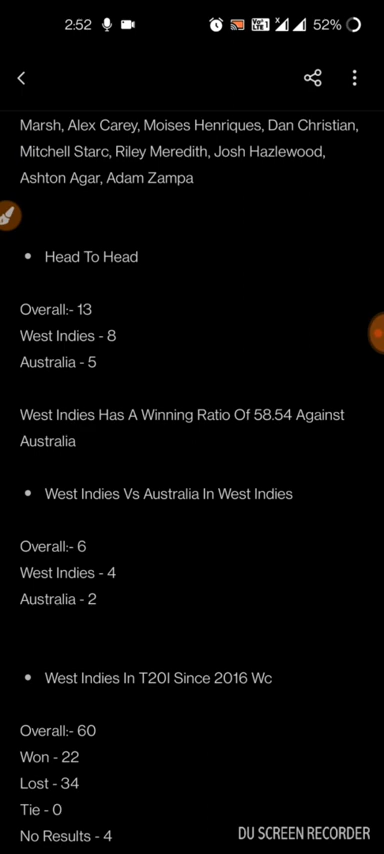 2:52 52%
Marsh, Alex Carey, Moises Henriques, Dan Christian,
Mitchell Starc, Riley Meredith, Josh Hazlewood,
Ashton Agar, Adam Zampa
• Head To Head
Overall:- 13
West Indies - 8
Australia - 5
West Indies Has A Winning Ratio Of 58.54 Against
Australia
• West Indies Vs Australia In West Indies
Overall:- 6
West Indies - 4
Australia - 2
• West Indies In T20I Since 2016 Wc
Overall:- 60
Won - 22
Lost - 34
Tie - 0
No Results - 4
DU SCREEN RECORDER